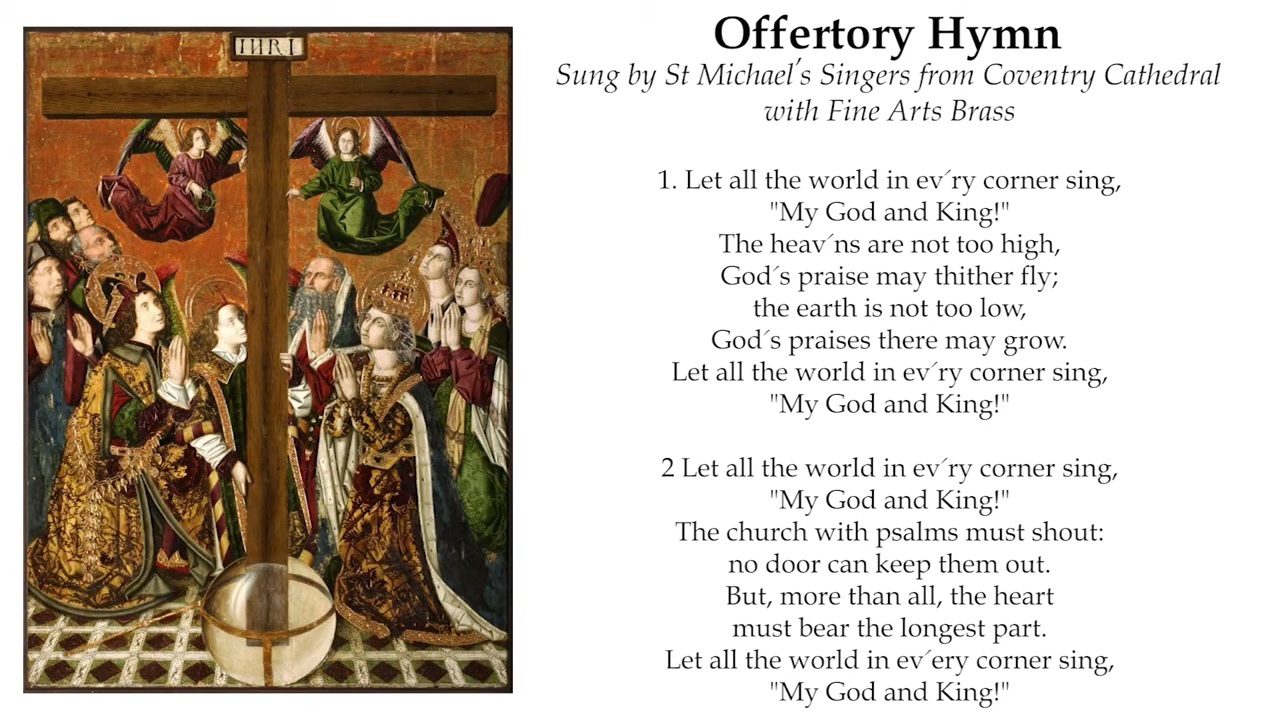 INRI
Offertory Hymn
Sung by St Michael's Singers from Coventry Cathedral
with Fine Arts Brass
1. Let all the world in ev´ry corner sing,
"My God and King!"
The heav´ns are not too high,
God´s praise may thither fly;
the earth is not too low,
God´s praises there may grow.
Let all the world in ev´ry corner sing,
"My God and King!"
2 Let all the world in ev´ry corner sing,
"My God and King!"
The church with psalms must shout:
no door can keep them out.
But, more than all, the heart
must bear the longest part.
Let all the world in ev´ery corner sing,
"My God and King!"